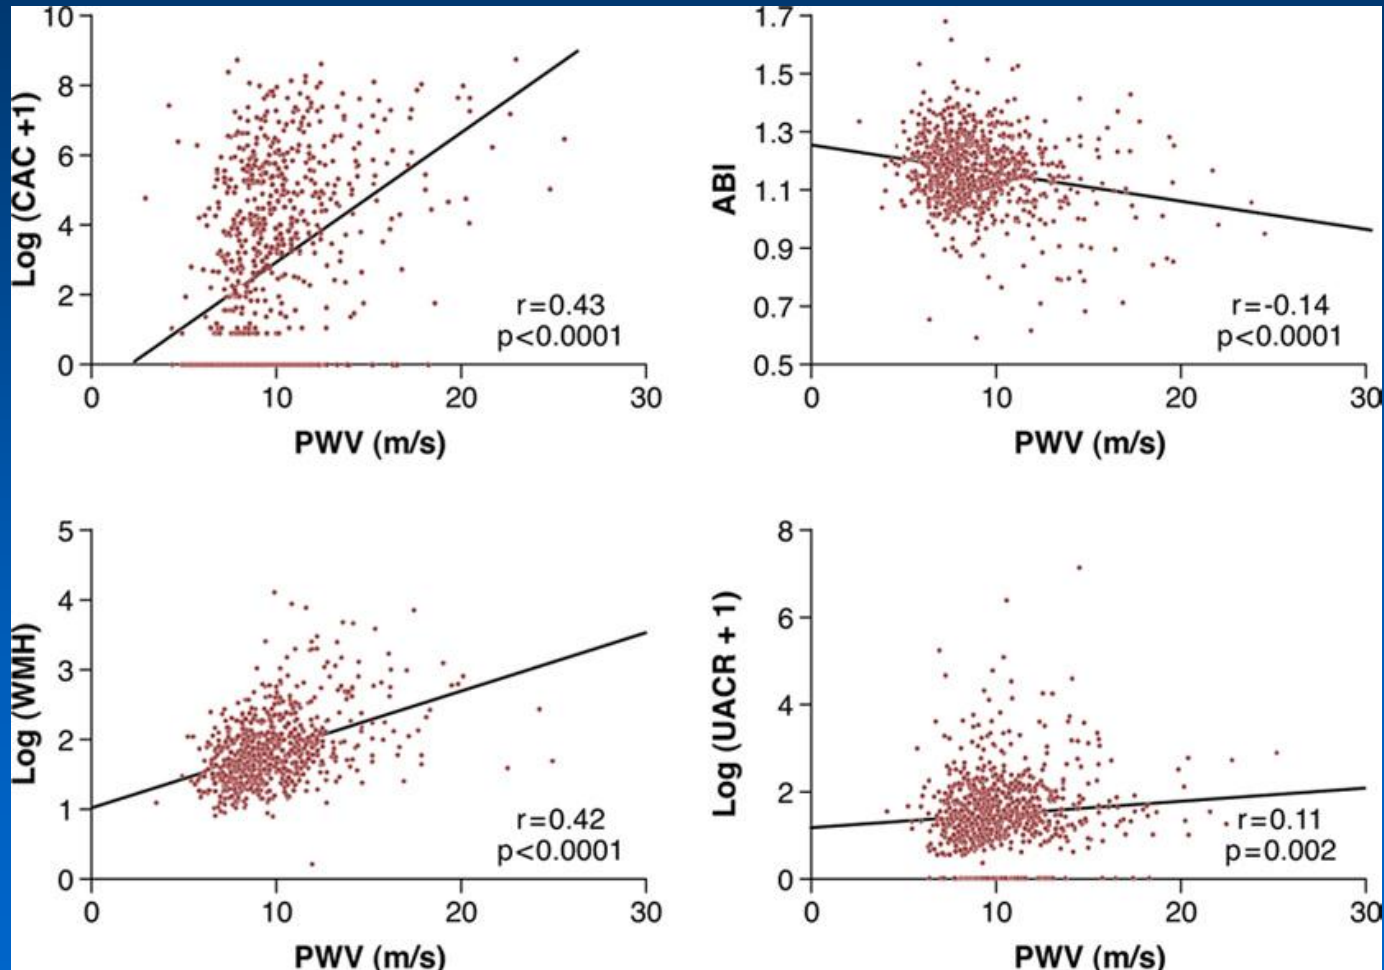 10
8
6
4
2
0
Log (CAC +1)
r=0.43
p<0.0001
0 10 20 30
PWV (m/s)
1.7
1.5
1.3
1.1
0.9
0.7
0.5
ABI
r=-0.14
p<0.0001
0 10 20 30
PWV (m/s)
5
4
3
2
1
0
Log (WMH)
r=0.42
p<0.0001
0 10 20 30
PWV (m/s)
8
6
4
2
0
Log (UACR + 1)
r=0.11
p=0.002
0 10 20 30
PWV (m/s)